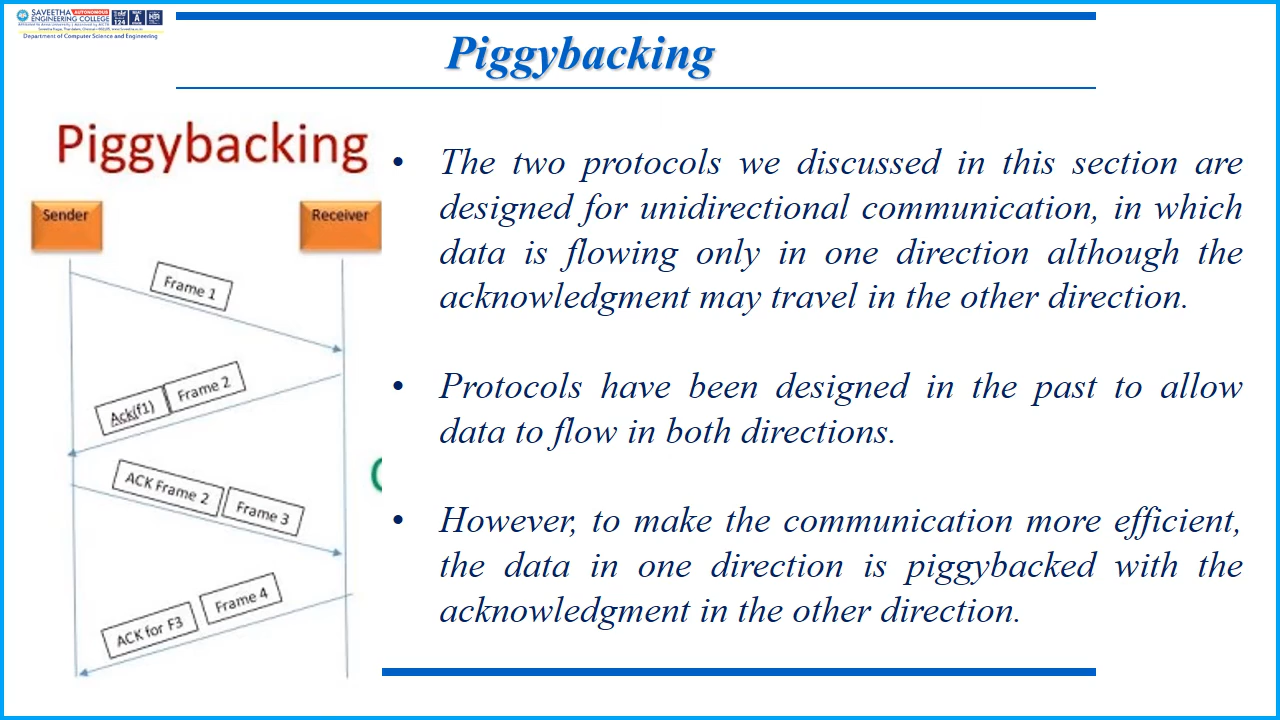 SAVEETHA AUTONOMOUS
ENGINEERING COLLEGE
Department of Computer Science and Engineering
Piggybacking
Piggybacking
Sender
Receiver
Frame 1
Ack(f1) Frame 2
ACK Frame 2 Frame 3
ACK for F3 Frame 4
• The two protocols we discussed in this section are
designed for unidirectional communication, in which
data is flowing only in one direction although the
acknowledgment may travel in the other direction.
• Protocols have been designed in the past to allow
data to flow in both directions.
• However, to make the communication more efficient,
the data in one direction is piggybacked with the
acknowledgment in the other direction.